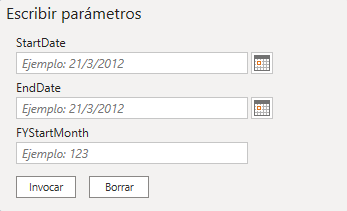 Escribir parámetros
StartDate
Ejemplo: 21/3/2012
EndDate
Ejemplo: 21/3/2012
FYStartMonth
Ejemplo: 123
Invocar Borrar